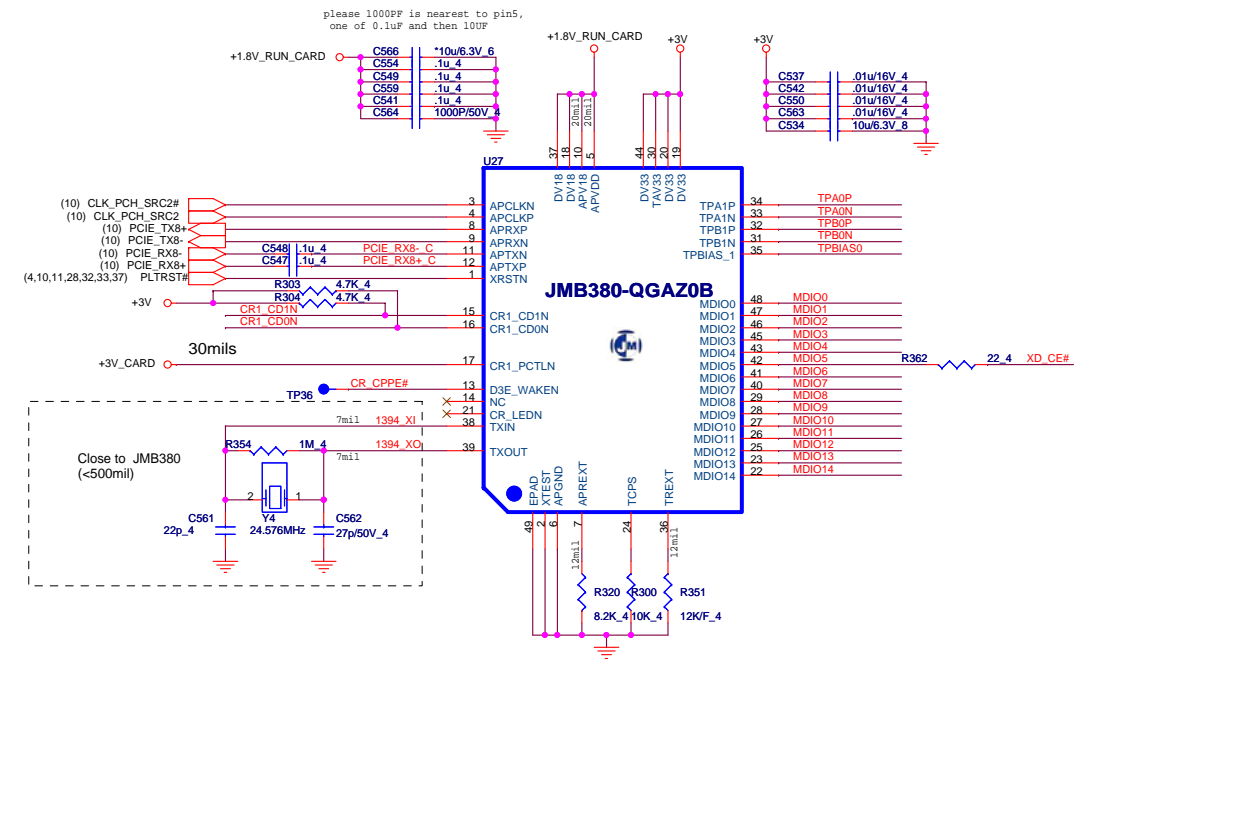 please 1000PF is nearest to pin5,
one of 0.1uF and then 10UF
+1.8V_RUN_CARD
C566 *10u/6.3V_6
C554 .1u_4
C549 .1u_4
C559 .1u_4
C541 .1u_4
C564 1000P/50V_4
+1.8V_RUN_CARD
+3V
+3V
C537 .01u/16V_4
C542 .01u/16V_4
C550 .01u/16V_4
C563 .01u/16V_4
C534 10u/6.3V_8
20mil
20mil
37 18 10 5 44 30 20 19
U27
DV18 DV18 APV18 APVDD DV33 TAV33 DV33 DV33
(10) CLK_PCH_SRC2# 3 APCLKN
(10) CLK_PCH_SRC2 4 APCLKP
(10) PCIE_TX8+ 8 APRXP
(10) PCIE_TX8- 9 APRXN
(10) PCIE_RX8- C548 .1u_4 PCIE_RX8-_C 11 APTXN
(10) PCIE_RX8+ C547 .1u_4 PCIE_RX8+_C 12 APTXP
(4,10,11,28,32,33,37) PLTRST# 1 XRSTN
R303 4.7K_4
+3V R304 4.7K_4
CR1_CD1N 15 CR1_CD1N
CR1_CD0N 16 CR1_CD0N
30mils
+3V_CARD 17 CR1_PCTLN
TP36 CR_CPPE# 13 D3E_WAKEN
14 NC
21 CR_LEDN
7mil 1394_XI 38 TXIN
1394_XO 39 TXOUT
7mil
JMB380-QGAZ0B
JM
TPA1P 34 TPA0P
TPA1N 33 TPA0N
TPB1P 32 TPB0P
TPB1N 31 TPB0N
TPBIAS_1 35 TPBIAS0
MDIO0 48 MDIO0
MDIO1 47 MDIO1
MDIO2 46 MDIO2
MDIO3 45 MDIO3
MDIO4 43 MDIO4
MDIO5 42 MDIO5 R362 22_4 XD_CE#
MDIO6 41 MDIO6
MDIO7 40 MDIO7
MDIO8 29 MDIO8
MDIO9 28 MDIO9
MDIO10 27 MDIO10
MDIO11 26 MDIO11
MDIO12 25 MDIO12
MDIO13 23 MDIO13
MDIO14 22 MDIO14
Close to JMB380
(<500mil)
R354 1M_4
2 1
Y4
24.576MHz
C561
22p_4
C562
27p/50V_4
EPAD XTEST APGND APREXT TCPS TREXT
49 2 6 7 24 36
12mil
12mil
R320 R300 R351
8.2K_4 10K_4 12K/F_4